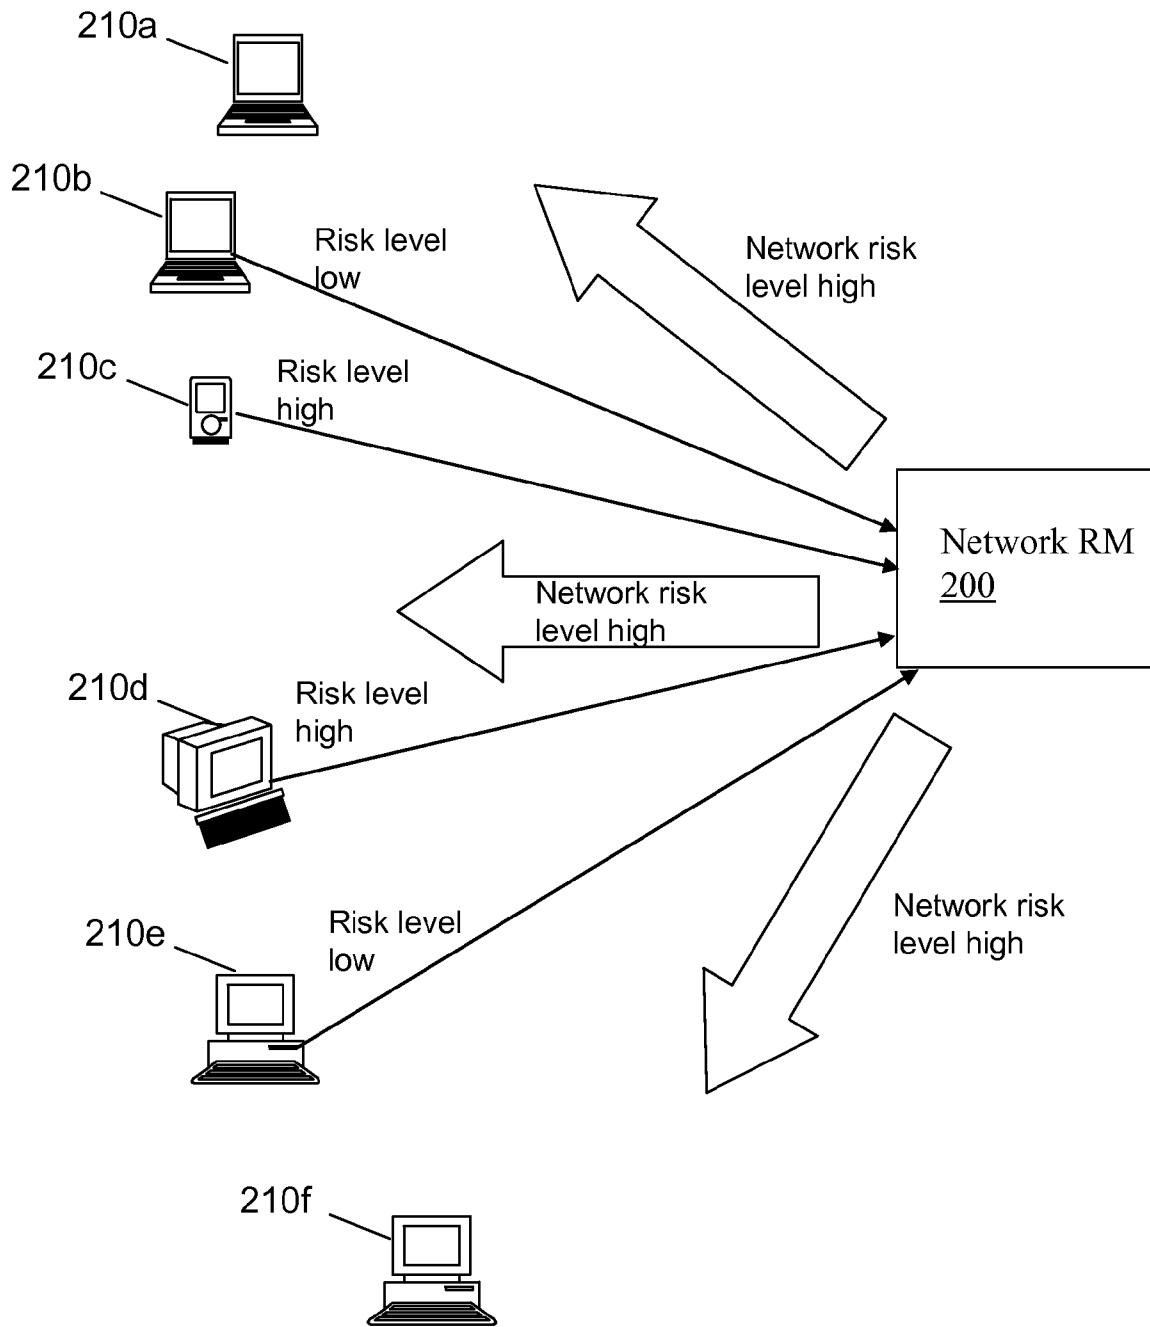 210a
210b
Risk level
low
Network risk
level high
210c
Risk level
high
Network RM
200
Network risk
level high
210d
Risk level
high
210e
Risk level
low
Network risk
level high
210f